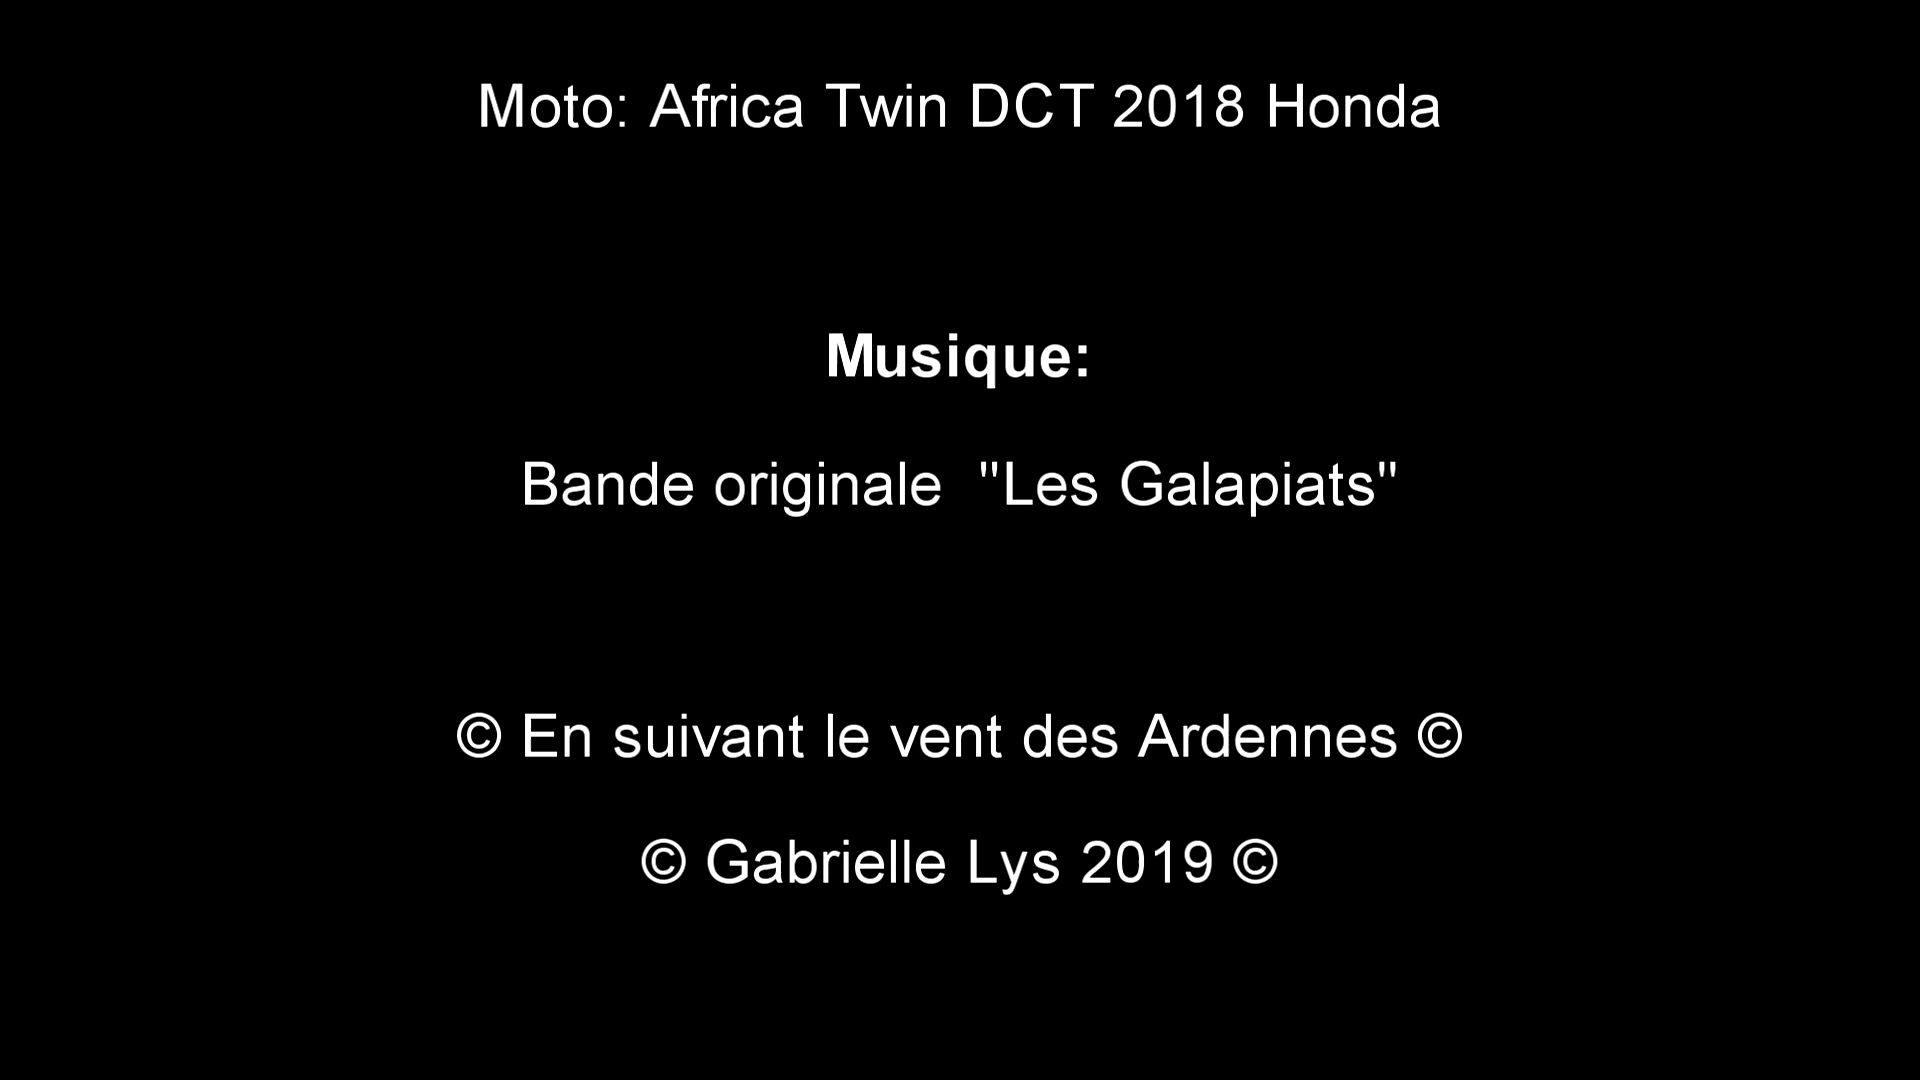 Moto: Africa Twin DCT 2018 Honda
Musique:
Bande originale  "Les Galapiats"
© En suivant le vent des Ardennes ©
© Gabrielle Lys 2019 ©